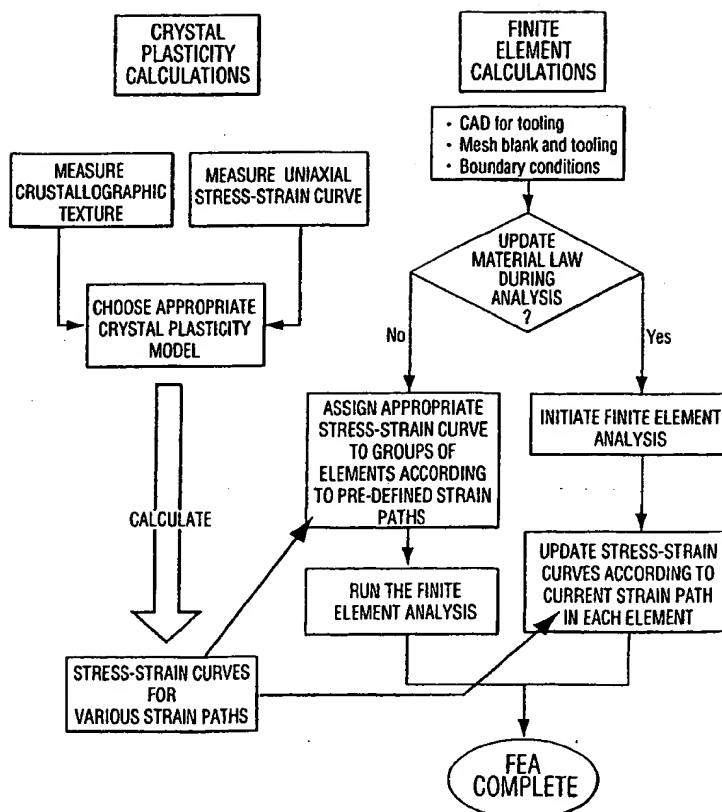 CRYSTAL
PLASTICITY
CALCULATIONS
FINITE
ELEMENT
CALCULATIONS
• CAD for tooling
• Mesh blank and tooling
• Boundary conditions
MEASURE
CRUSTALLOGRAPHIC
TEXTURE
MEASURE UNIAXIAL
STRESS-STRAIN CURVE
UPDATE
MATERIAL LAW
DURING
ANALYSIS
?
CHOOSE APPROPRIATE
CRYSTAL PLASTICITY
MODEL
No
Yes
ASSIGN APPROPRIATE
STRESS-STRAIN CURVE
TO GROUPS OF
ELEMENTS ACCORDING
TO PRE-DEFINED STRAIN
PATHS
INITIATE FINITE ELEMENT
ANALYSIS
CALCULATE
RUN THE FINITE
ELEMENT ANALYSIS
UPDATE STRESS-STRAIN
CURVES ACCORDING TO
CURRENT STRAIN PATH
IN EACH ELEMENT
STRESS-STRAIN CURVES
FOR
VARIOUS STRAIN PATHS
FEA
COMPLETE